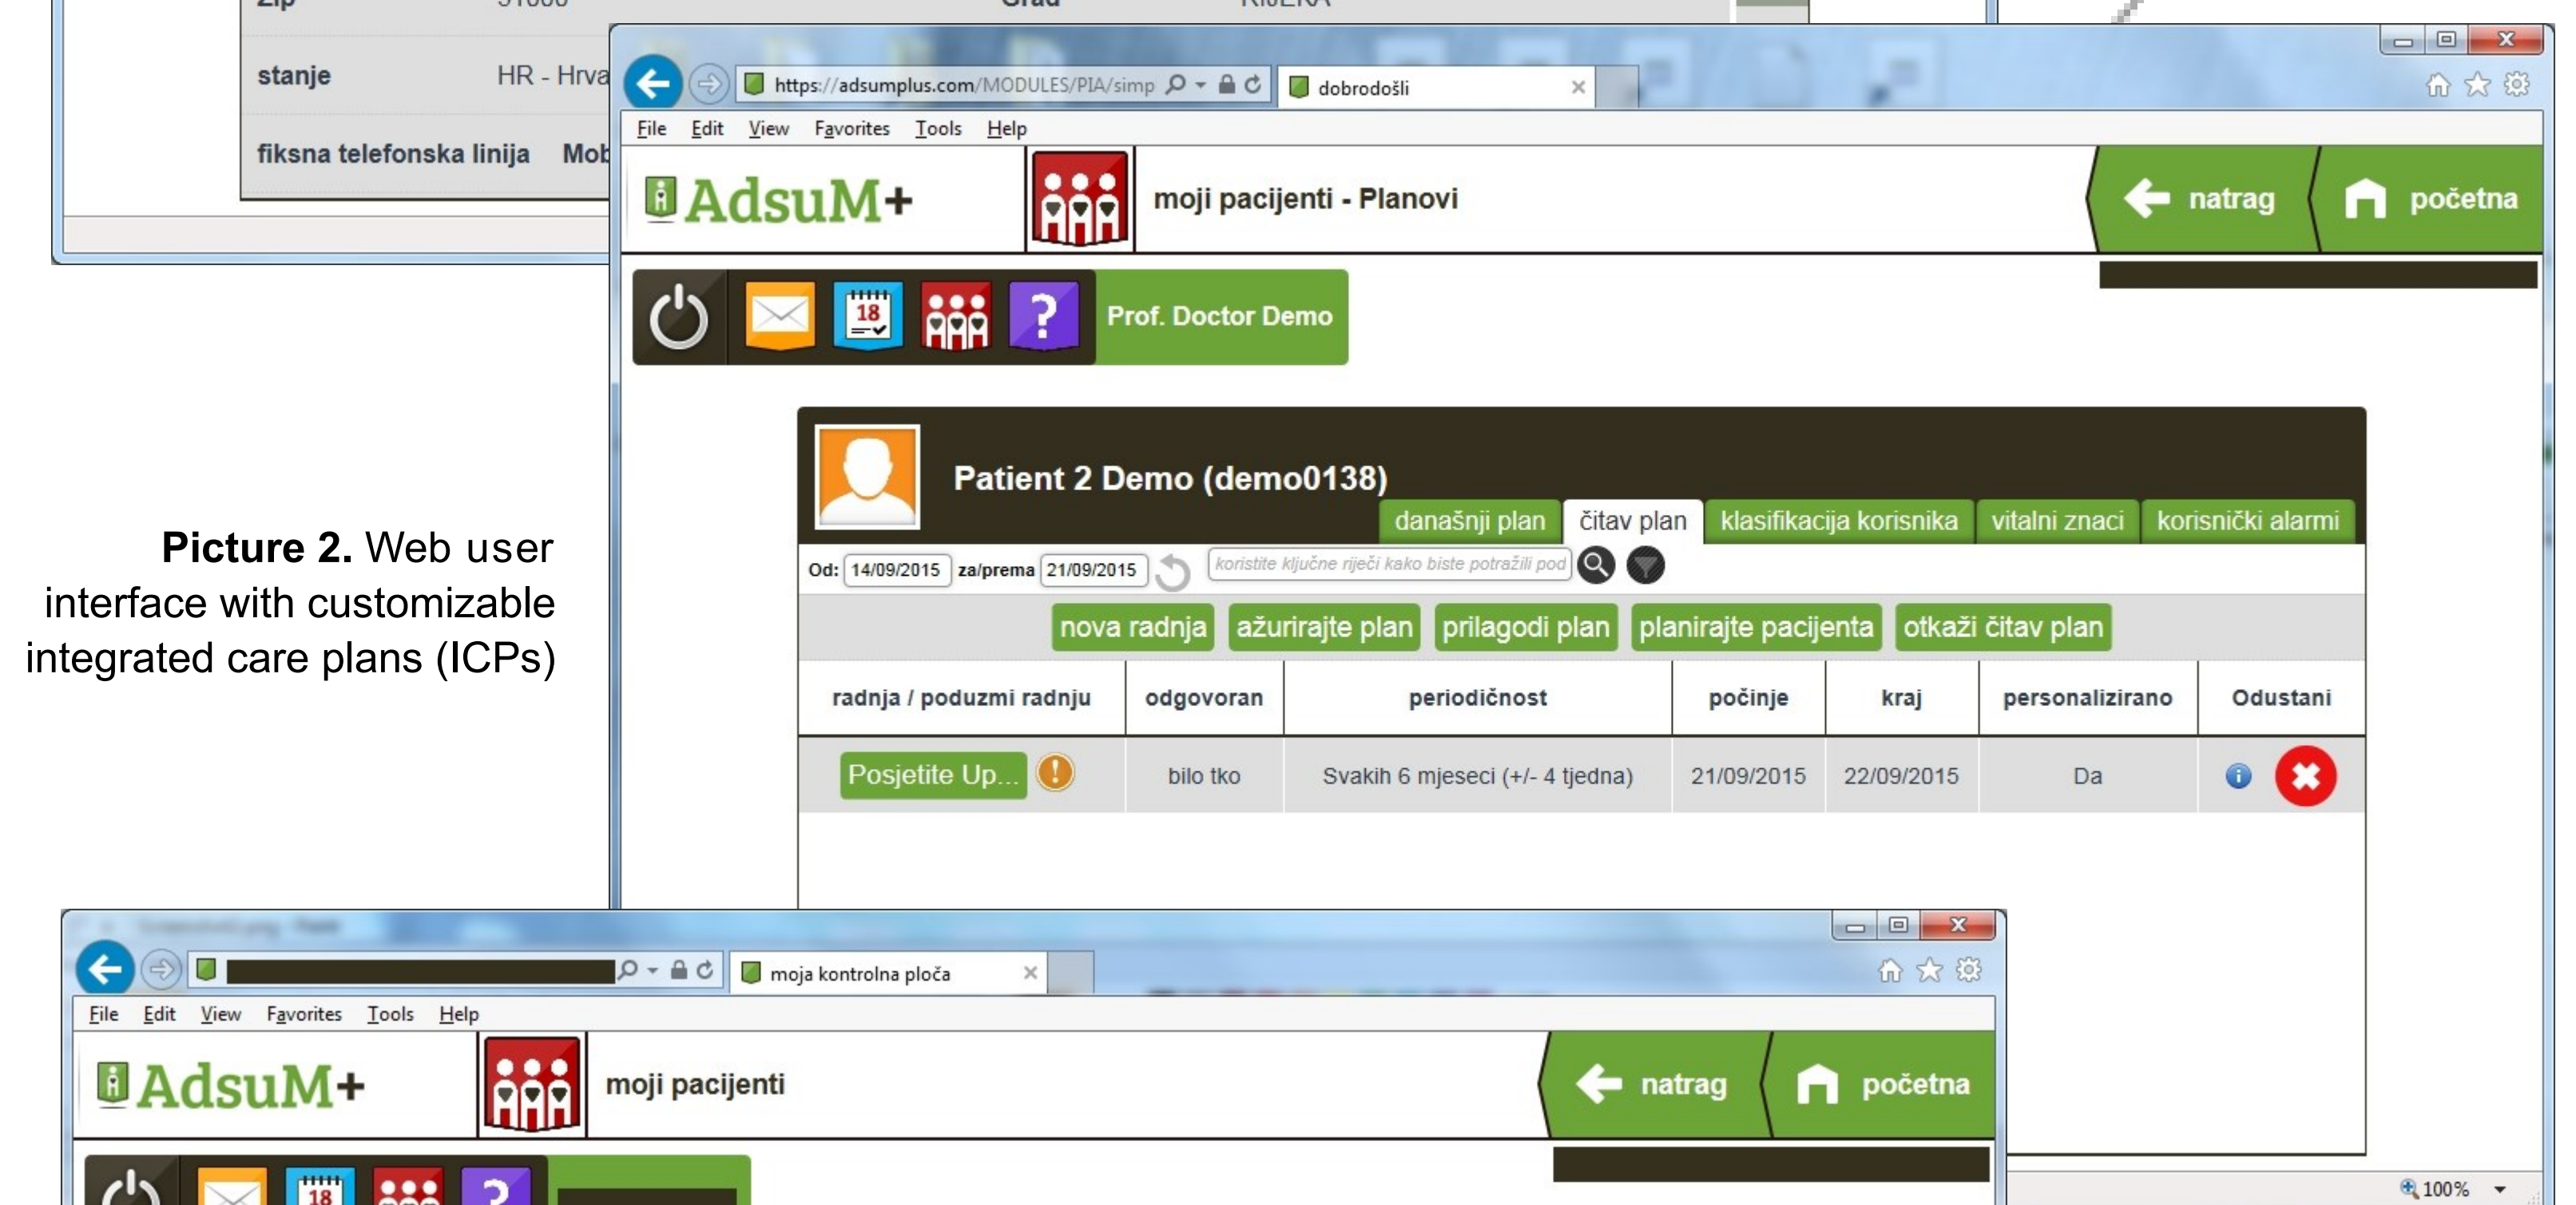 Zip 51000 Grad RIJEKA
stanje HR - Hrva
fiksna telefonska linija Mob
https://adsumplus.com/MODULES/PIA/simp dobrodošli
File Edit View Favorites Tools Help
AdsuM+ moji pacijenti - Planovi natrag početna
18 ? Prof. Doctor Demo
Patient 2 Demo (demo0138)
današnji plan čitav plan klasifikacija korisnika vitalni znaci korisnički alarmi
Od: 14/09/2015 za/prema 21/09/2015 koristite ključne riječi kako biste potražili pod
nova radnja ažurirajte plan prilagodi plan planirajte pacijenta otkaži čitav plan
radnja / poduzmi radnju odgovoran periodičnost počinje kraj personalizirano Odustani
Posjetite Up... ! bilo tko Svakih 6 mjeseci (+/- 4 tjedna) 21/09/2015 22/09/2015 Da i
Picture 2. Web user
interface with customizable
integrated care plans (ICPs)
moja kontrolna ploča
File Edit View Favorites Tools Help
AdsuM+ moji pacijenti natrag početna
18 ?
100%